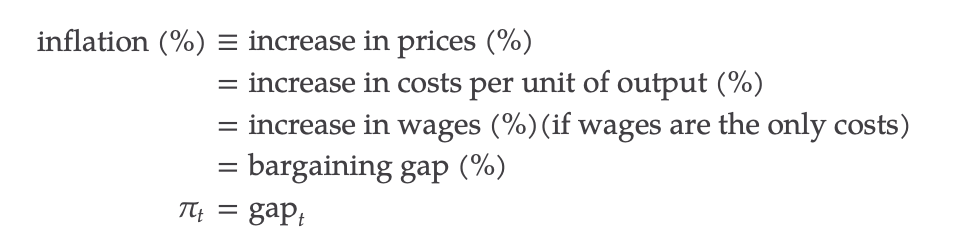 inflation (%) ≡ increase in prices (%)
= increase in costs per unit of output (%)
= increase in wages (%)(if wages are the only costs)
= bargaining gap (%)
πₜ = gapₜ